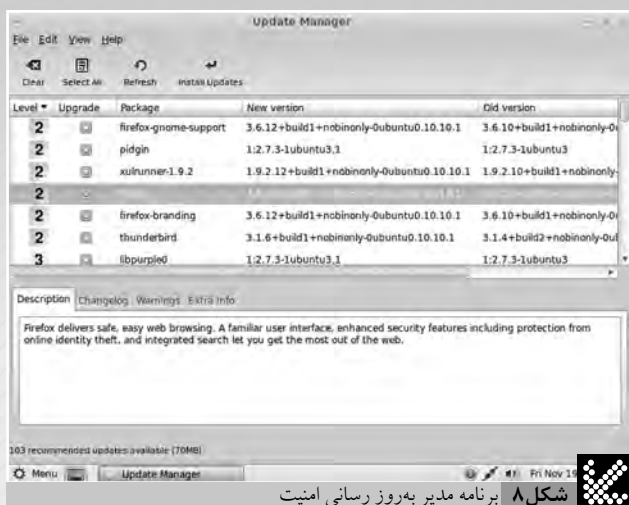 Update Manager
File Edit View Help
Clear Select All Refresh Install Updates
Level Upgrade Package New version Old version
2 firefox-gnome-support 3.6.12+build1+nobinonly-0ubuntu0.10.10.1 3.6.10+build1+nobinonly-0
2 pidgin 1:2.7.3-1ubuntu3.1 1:2.7.3-1ubuntu3
2 xulrunner-1.9.2 1.9.2.12+build1+nobinonly-0ubuntu0.10.10.1 1.9.2.10+build1+nobinonly-
2
2 firefox-branding 3.6.12+build1+nobinonly-0ubuntu0.10.10.1 3.6.10+build1+nobinonly-0
2 thunderbird 3.1.6+build1+nobinonly-0ubuntu0.10.10.1 3.1.4+build2+nobinonly-0u
3 libpurple0 1:2.7.3-1ubuntu3.1 1:2.7.3-1ubuntu3
Description Changelog Warnings Extra Info
Firefox delivers safe, easy web browsing. A familiar user interface, enhanced security features including protection from
online identity theft, and integrated search let you get the most out of the web.
103 recommended updates available (70MB)
Menu Update Manager Fri Nov 19
شکل۸ برنامه مدیر به‌روز رسانی امنیت